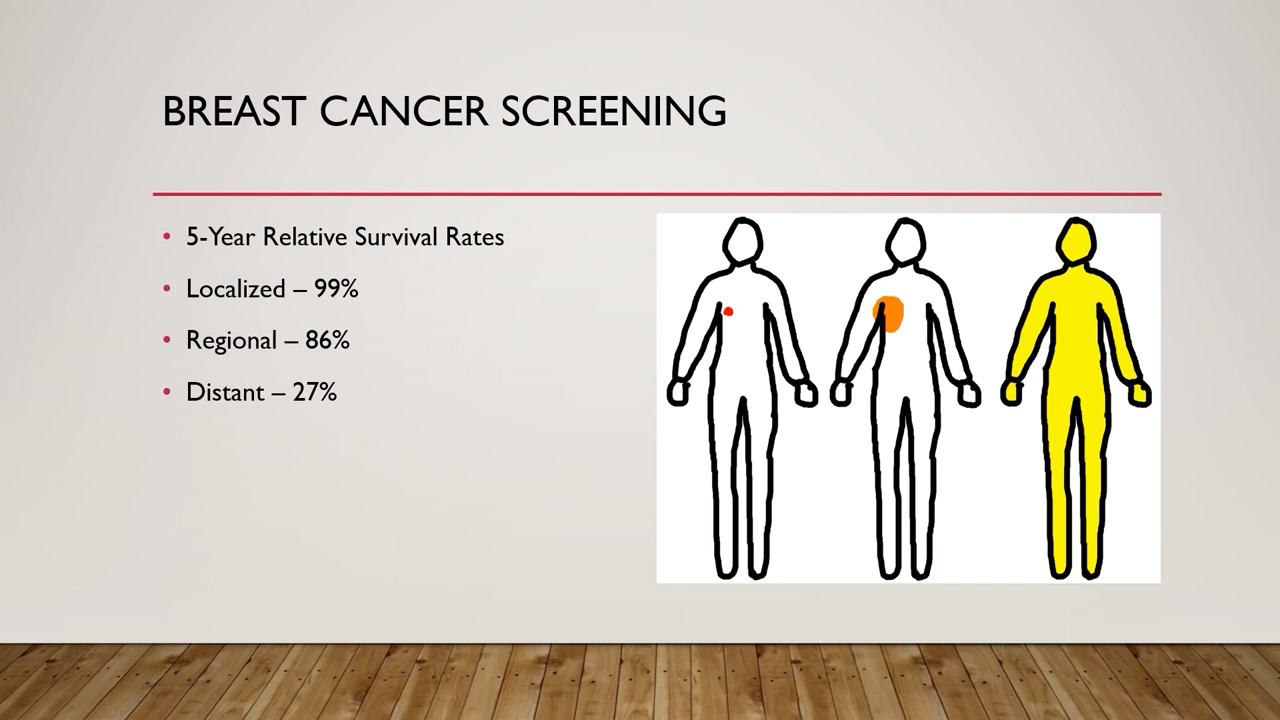 BREAST CANCER SCREENING
• 5-Year Relative Survival Rates
• Localized – 99%
• Regional – 86%
• Distant – 27%